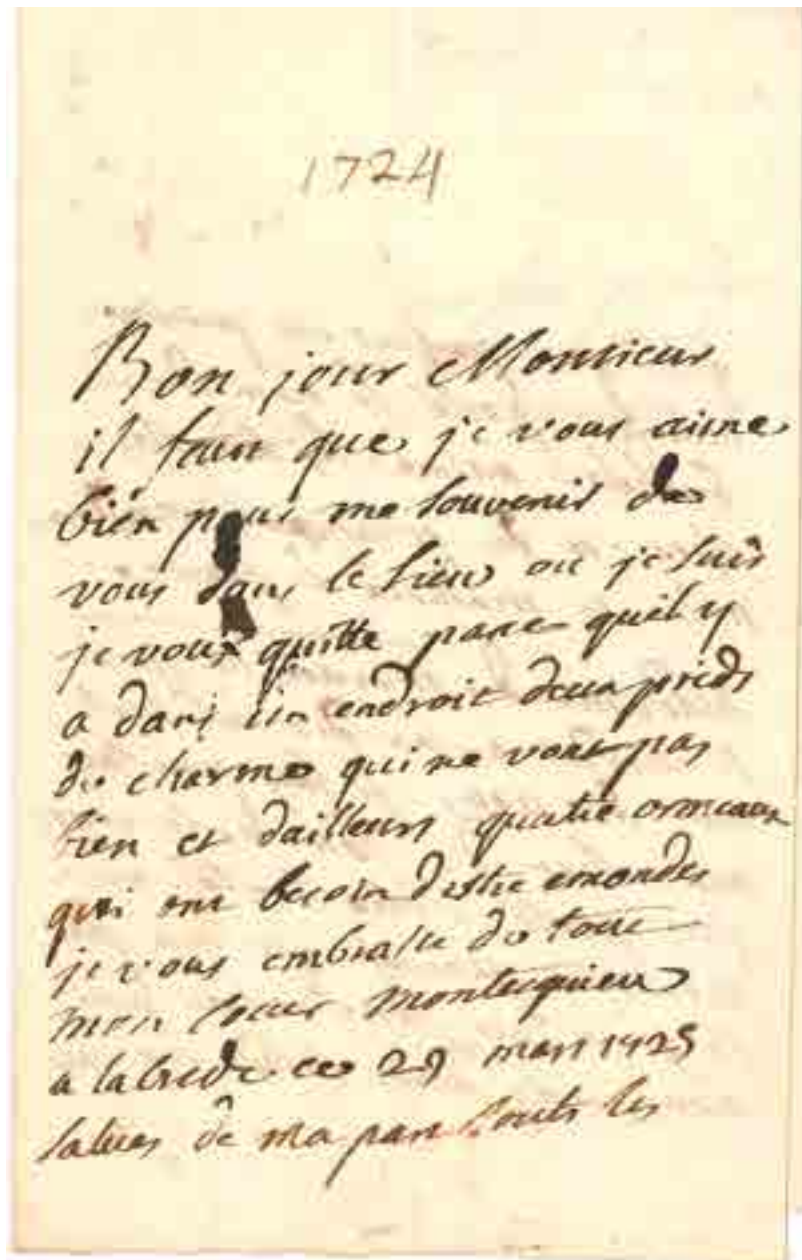 1724
Bon jour Monsieur
il faut que je vous aime
bien pour me souvenir de
vous dans le lieu ou je suis
je vous quitte parce quil y
a dans un endroit deux pieds
de charme qui ne vont pas
bien et dailleurs quatre ormeaux
qui ont besoin destre emondes
je vous embrasse de tout
mon coeur montesquieu
a labrede ce 29 mars 1725
salues de ma part touts les